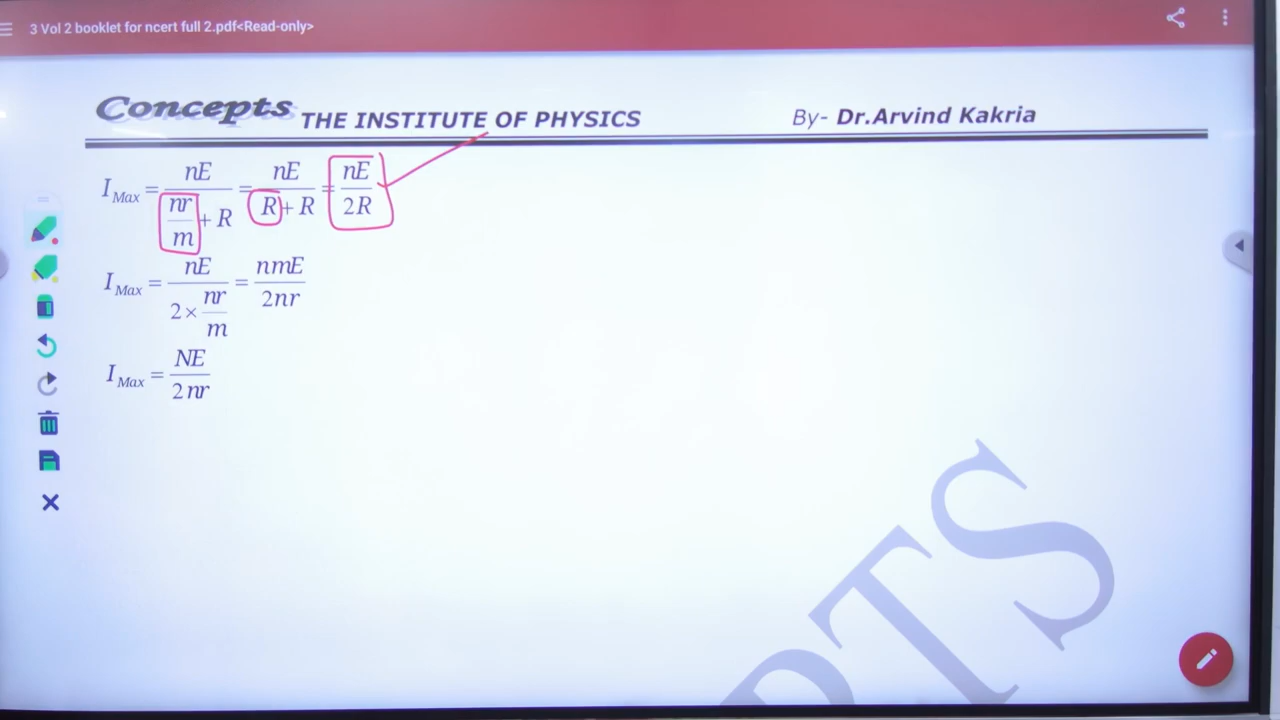 3 Vol 2 booklet for ncert full 2.pdf<Read-only>
Concepts THE INSTITUTE OF PHYSICS By- Dr.Arvind Kakria
I_Max = nE / (nr/m + R) = nE / (R + R) = nE / 2R
I_Max = nE / (2 × nr/m) = nmE / 2nr
I_Max = NE / 2nr
PTS